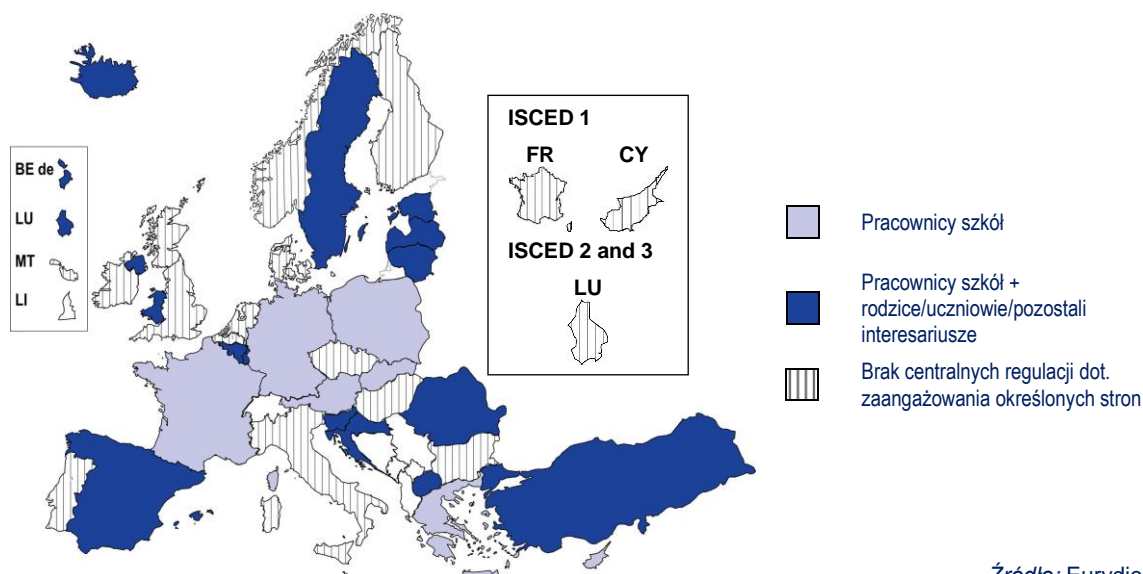 BE de
LU
MT
LI
ISCED 1
FR CY
ISCED 2 and 3
LU
Pracownicy szkół
Pracownicy szkół +
rodzice/uczniowie/pozostali
interesariusze
Brak centralnych regulacji dot.
zaangażowania określonych stron
Źródło: Eurydice